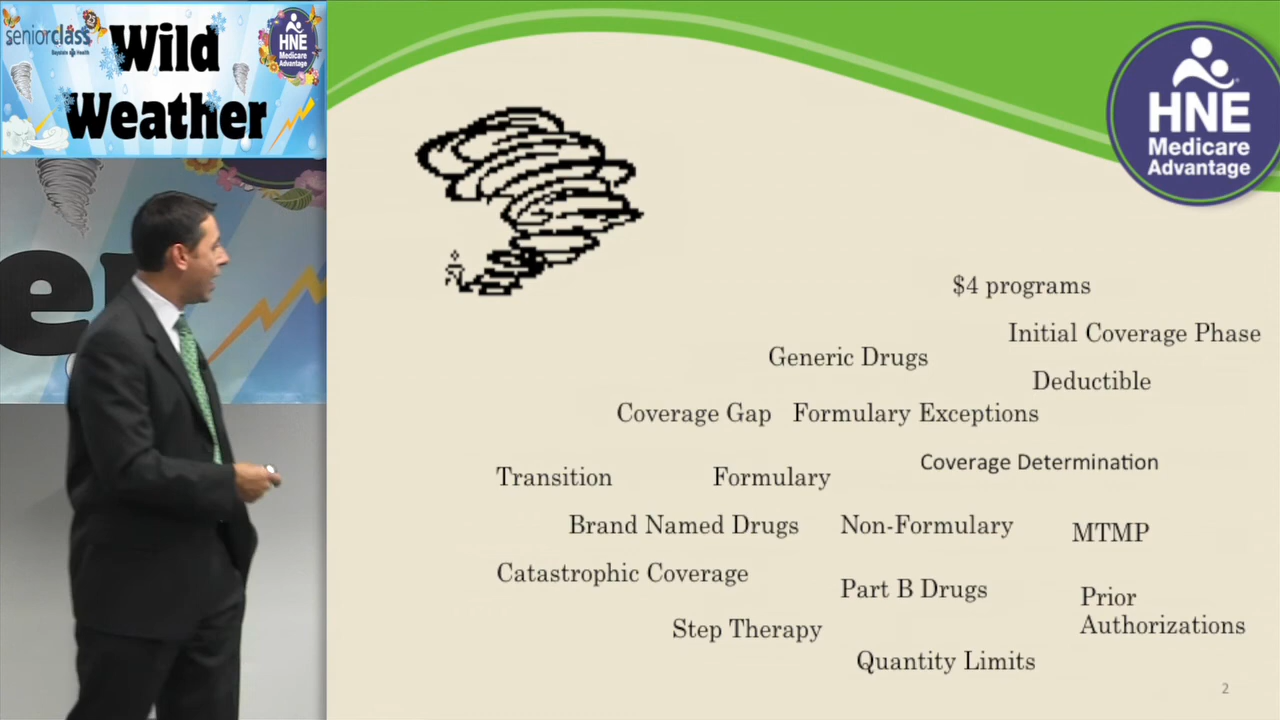 seniorclass
25
Baystate Health
Wild
Weather
HNE
Medicare
Advantage
e
HNE
Medicare
Advantage
$4 programs
Initial Coverage Phase
Generic Drugs
Deductible
Coverage Gap
Formulary Exceptions
Coverage Determination
Transition
Formulary
Brand Named Drugs
Non-Formulary
MTMP
Catastrophic Coverage
Part B Drugs
Prior
Authorizations
Step Therapy
Quantity Limits
2